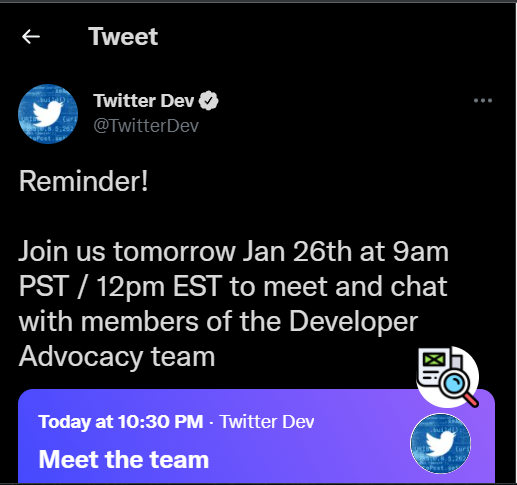 Tweet
Twitter Dev
@TwitterDev
Reminder!
Join us tomorrow Jan 26th at 9am
PST / 12pm EST to meet and chat
with members of the Developer
Advocacy team
Today at 10:30 PM · Twitter Dev
Meet the team